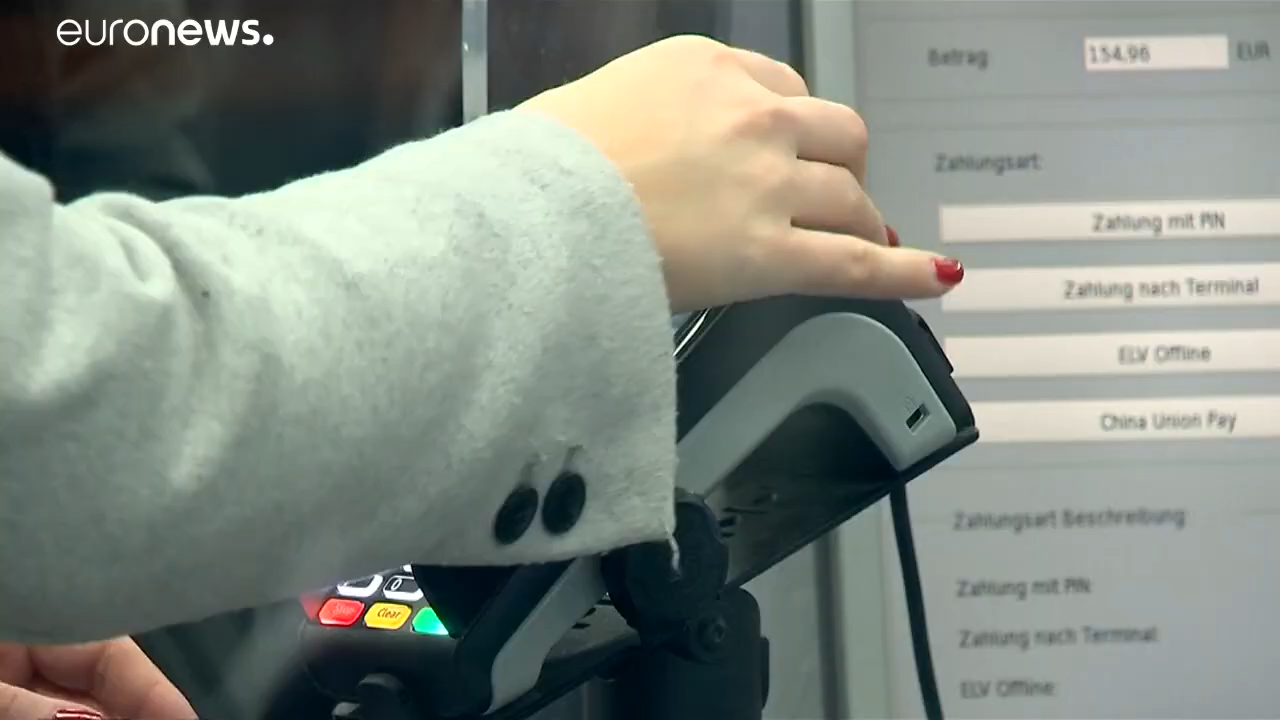 euronews.
Betrag 154,96 EUR
Zahlungsart:
Zahlung mit PIN
Zahlung nach Terminal
ELV Offline
China Union Pay
Zahlungsart Beschreibung
Zahlung mit PIN:
Zahlung nach Terminal:
ELV Offline:
0
Stop Clear